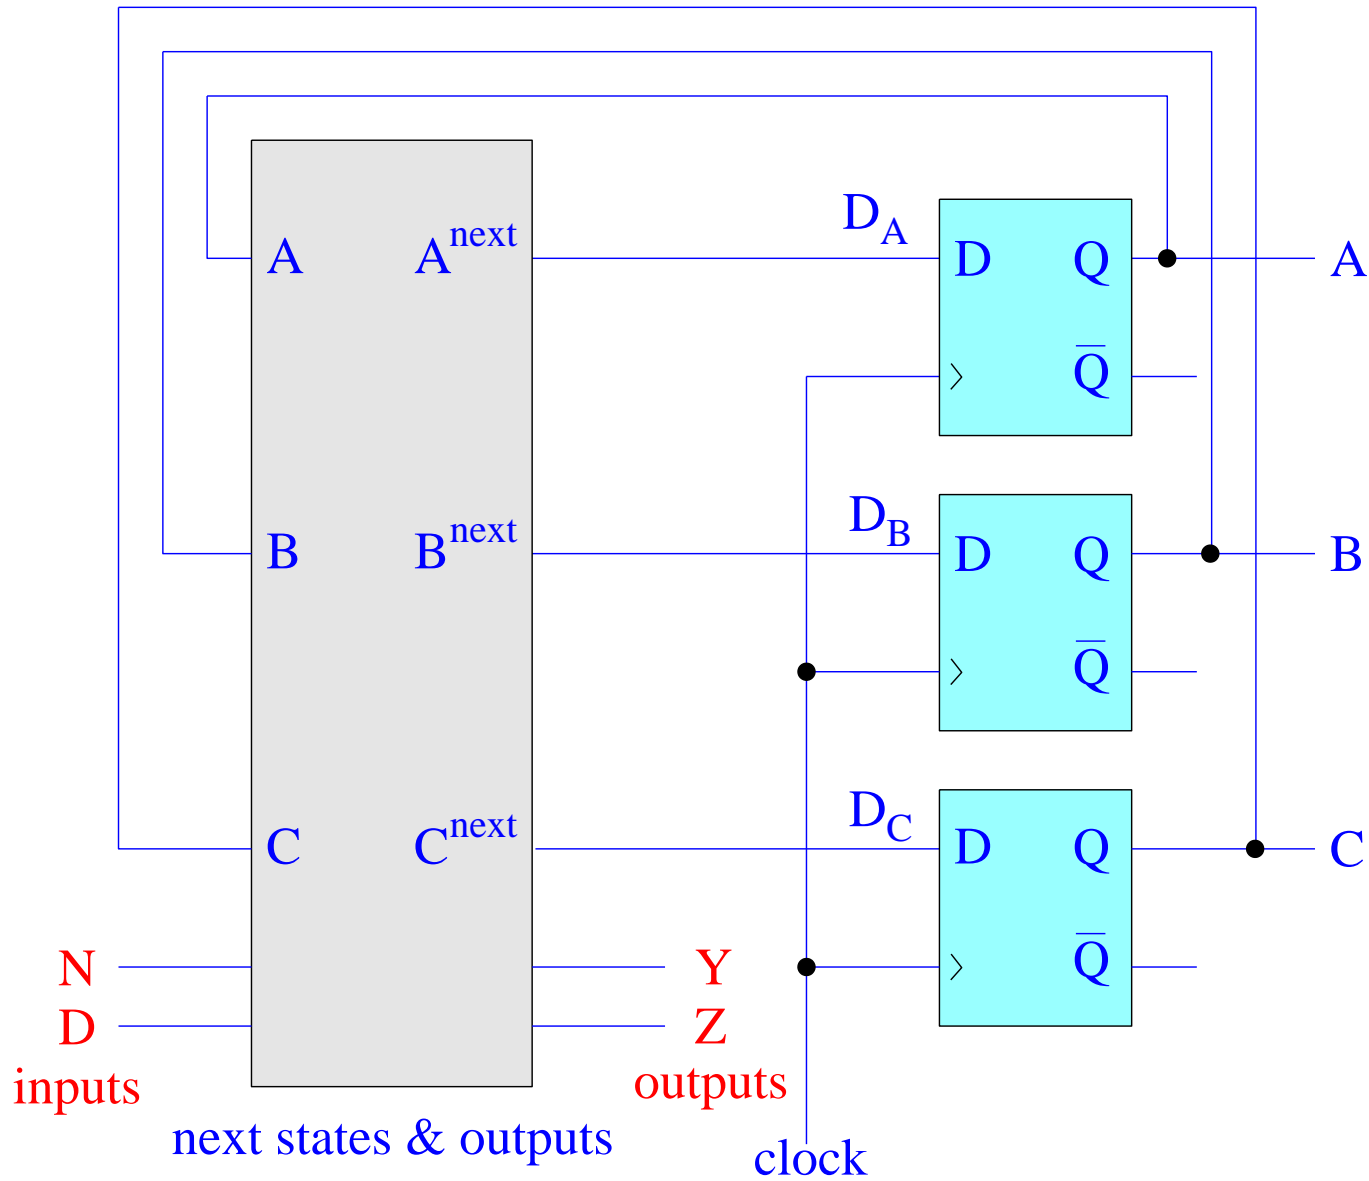 D_A
A A^next D Q A
Q̅
D_B
B B^next D Q B
Q̅
D_C
C C^next D Q C
N Y Q̅
D Z
inputs outputs
next states & outputs
clock